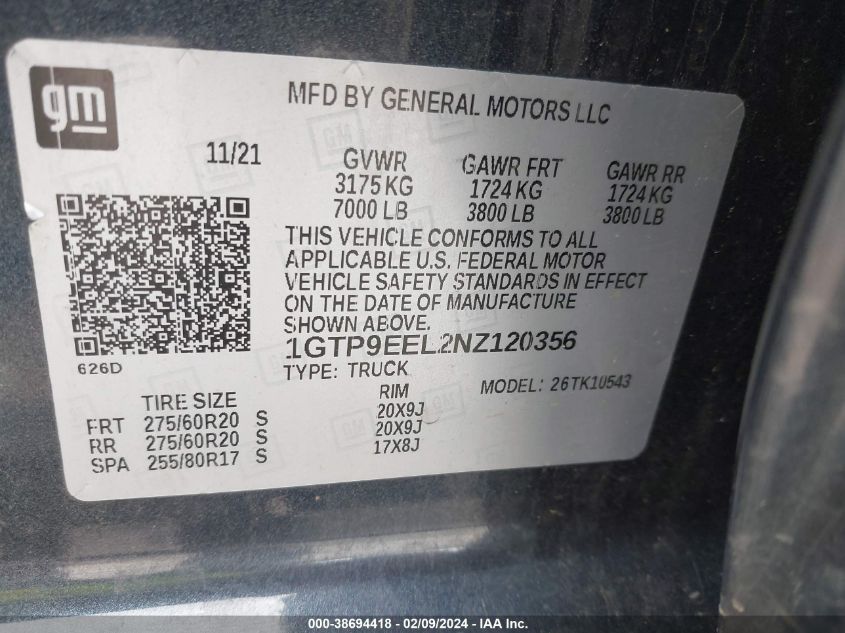 gm
MFD BY GENERAL MOTORS LLC
11/21
GVWR GAWR FRT GAWR RR
3175 KG 1724 KG 1724 KG
7000 LB 3800 LB 3800 LB
THIS VEHICLE CONFORMS TO ALL
APPLICABLE U.S. FEDERAL MOTOR
VEHICLE SAFETY STANDARDS IN EFFECT
ON THE DATE OF MANUFACTURE
SHOWN ABOVE.
1GTP9EEL2NZ120356
626D
TYPE: TRUCK MODEL: 26TK10543
TIRE SIZE RIM
FRT 275/60R20 S 20X9J
RR 275/60R20 S 20X9J
SPA 255/80R17 S 17X8J
000-38694418 - 02/09/2024 - IAA Inc.